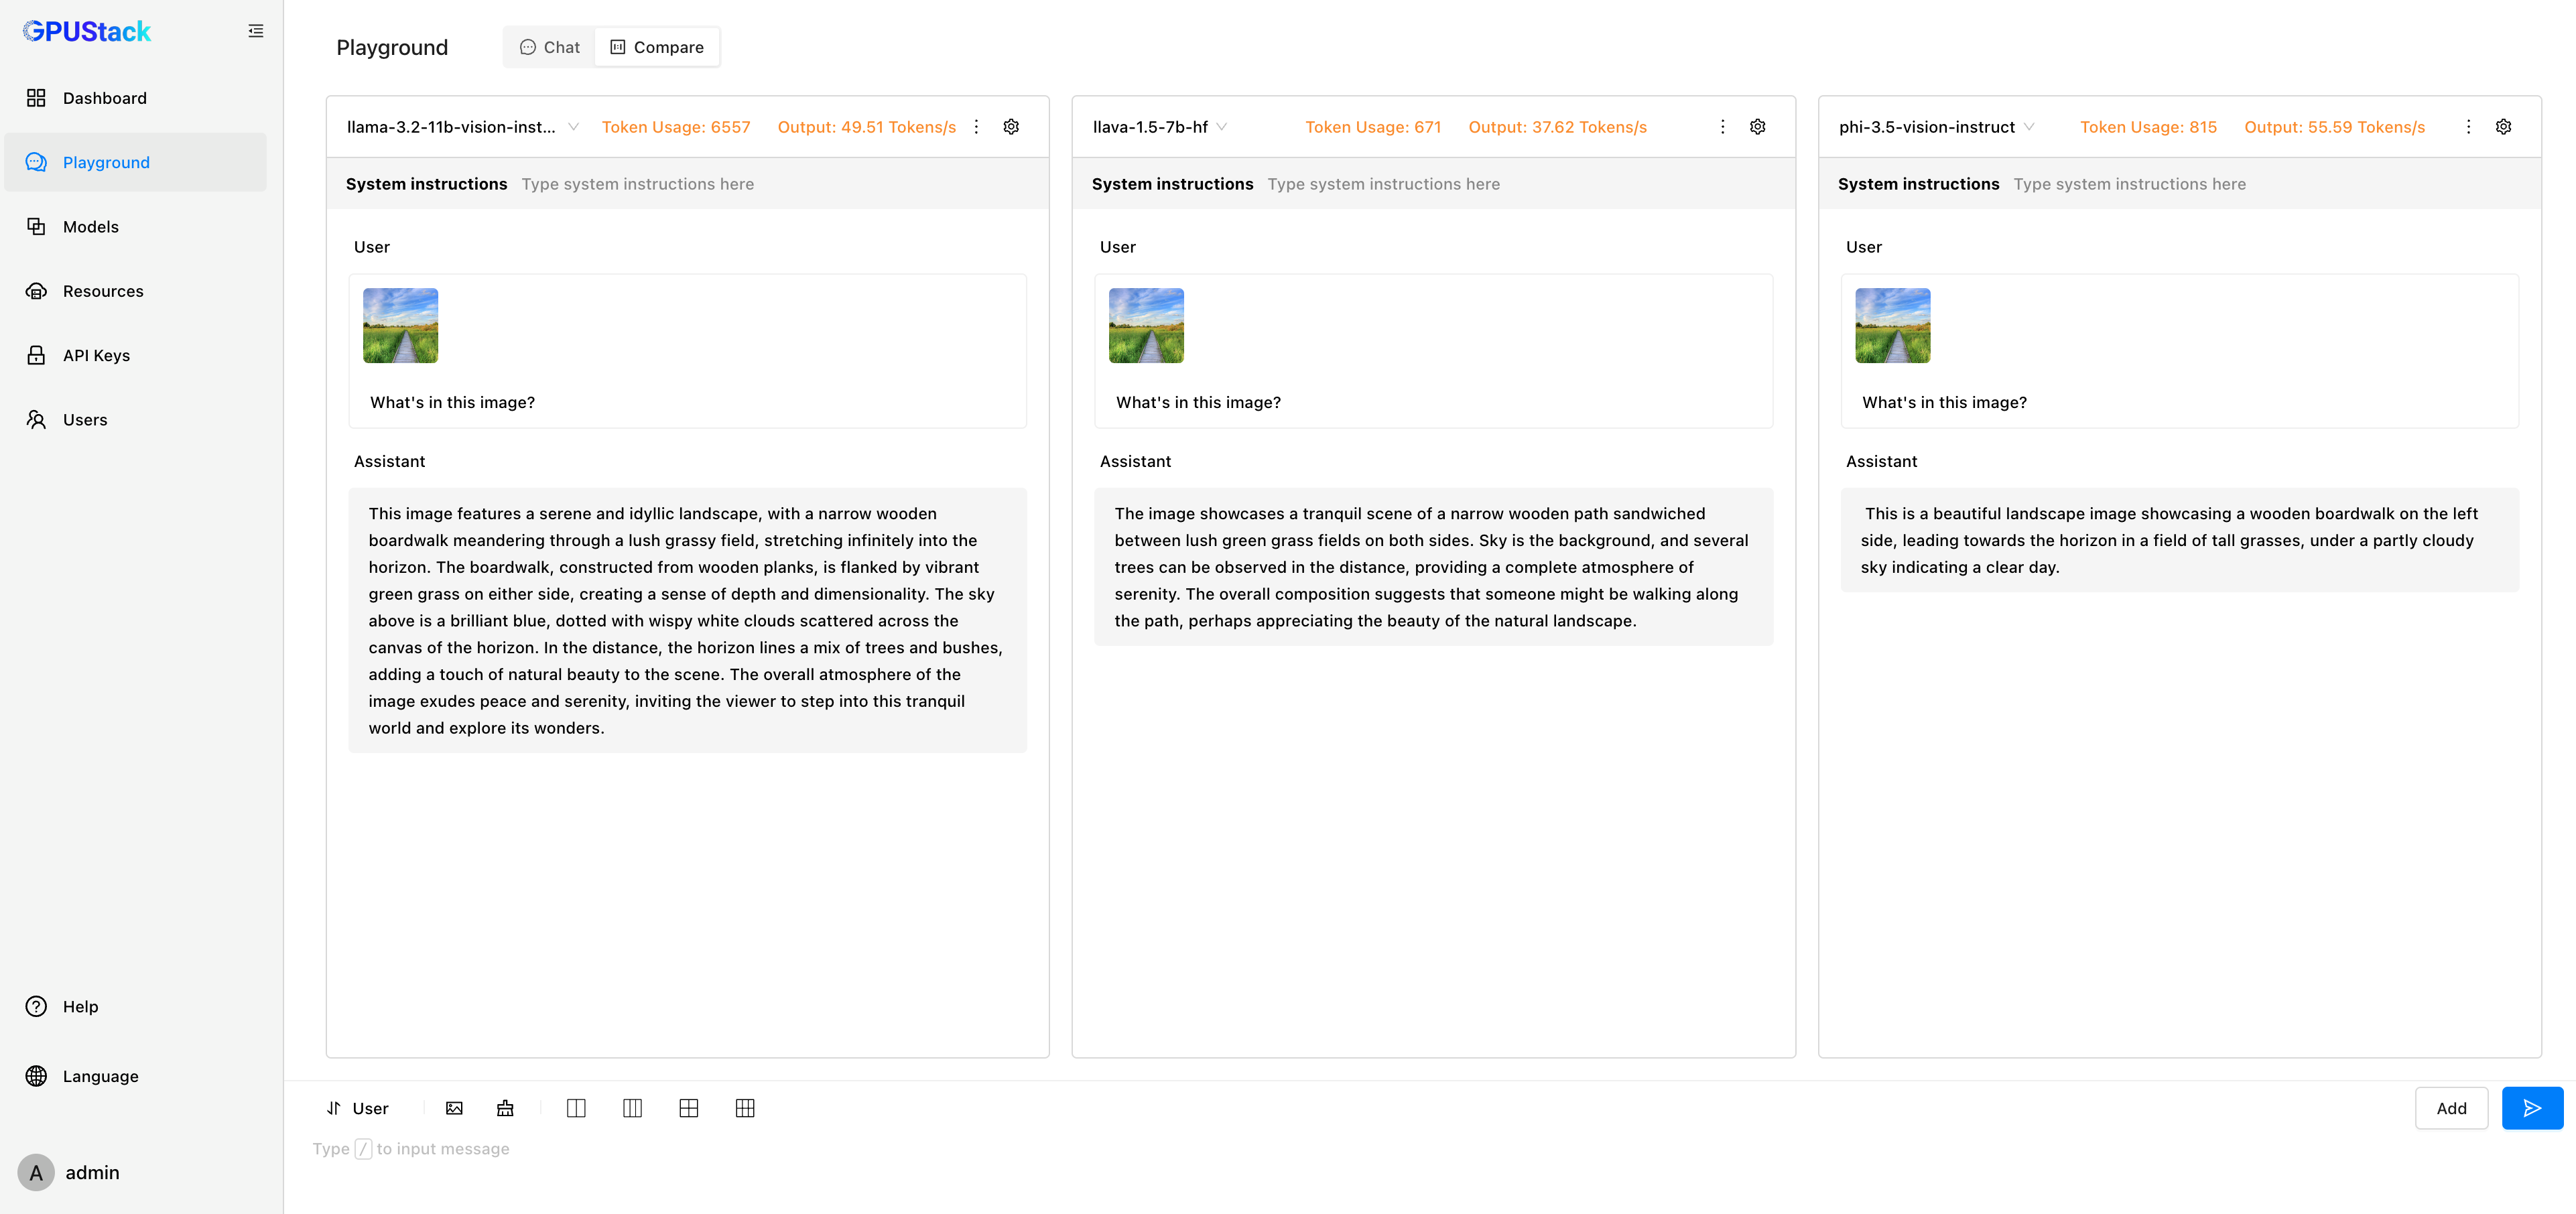 GPUStack
Dashboard
Playground
Models
Resources
API Keys
Users
Help
Language
A admin
Playground
Chat
Compare
llama-3.2-11b-vision-inst... Token Usage: 6557 Output: 49.51 Tokens/s
System instructions Type system instructions here
User
What's in this image?
Assistant
This image features a serene and idyllic landscape, with a narrow wooden
boardwalk meandering through a lush grassy field, stretching infinitely into the
horizon. The boardwalk, constructed from wooden planks, is flanked by vibrant
green grass on either side, creating a sense of depth and dimensionality. The sky
above is a brilliant blue, dotted with wispy white clouds scattered across the
canvas of the horizon. In the distance, the horizon lines a mix of trees and bushes,
adding a touch of natural beauty to the scene. The overall atmosphere of the
image exudes peace and serenity, inviting the viewer to step into this tranquil
world and explore its wonders.
llava-1.5-7b-hf Token Usage: 671 Output: 37.62 Tokens/s
System instructions Type system instructions here
User
What's in this image?
Assistant
The image showcases a tranquil scene of a narrow wooden path sandwiched
between lush green grass fields on both sides. Sky is the background, and several
trees can be observed in the distance, providing a complete atmosphere of
serenity. The overall composition suggests that someone might be walking along
the path, perhaps appreciating the beauty of the natural landscape.
phi-3.5-vision-instruct Token Usage: 815 Output: 55.59 Tokens/s
System instructions Type system instructions here
User
What's in this image?
Assistant
This is a beautiful landscape image showcasing a wooden boardwalk on the left
side, leading towards the horizon in a field of tall grasses, under a partly cloudy
sky indicating a clear day.
User
Add
Type / to input message